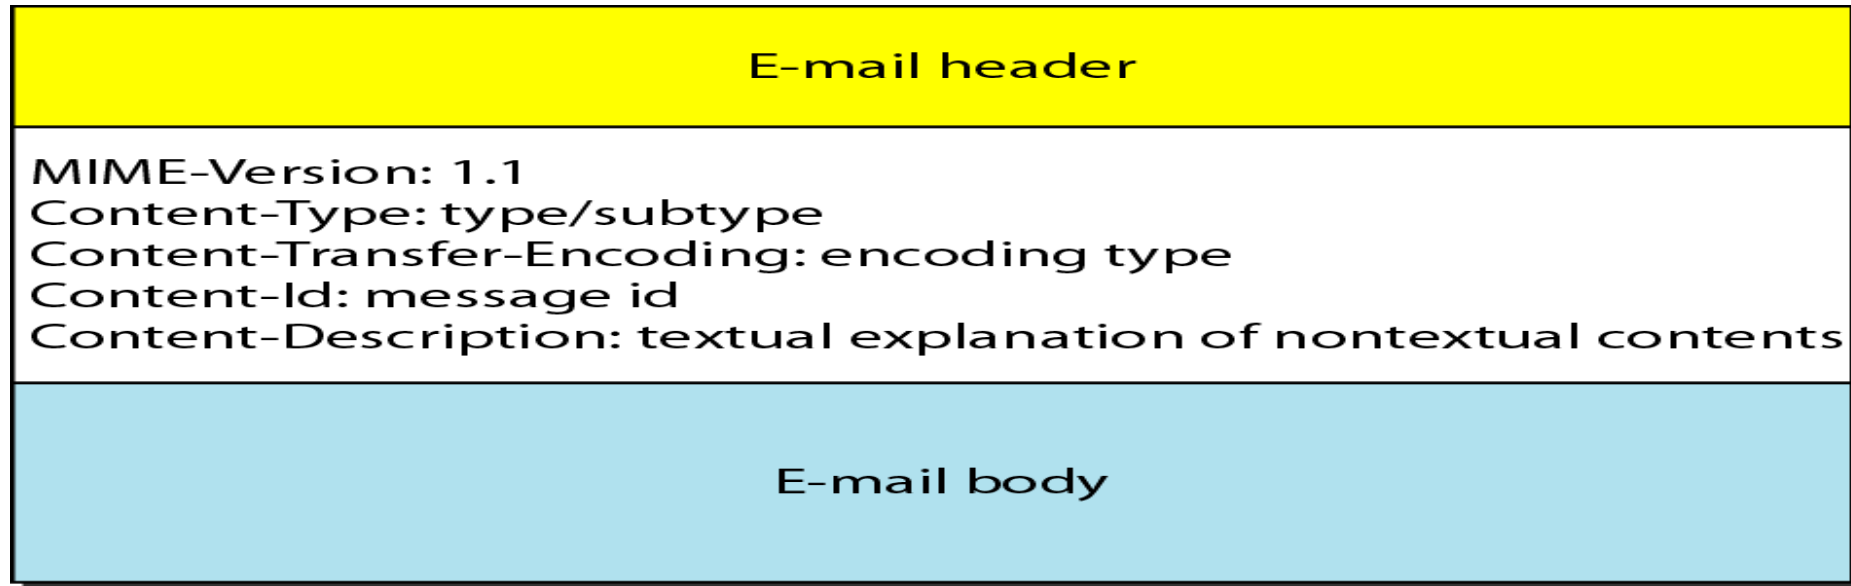 E-mail header
MIME-Version: 1.1
Content-Type: type/subtype
Content-Transfer-Encoding: encoding type
Content-Id: message id
Content-Description: textual explanation of nontextual contents
E-mail body